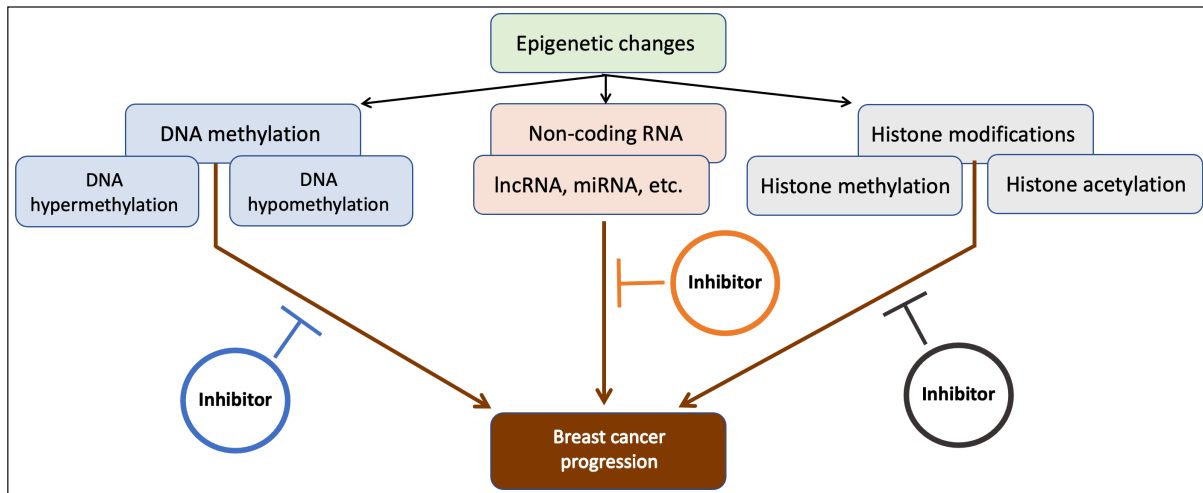 Epigenetic changes
DNA methylation
Non-coding RNA
Histone modifications
DNA
hypermethylation
DNA
hypomethylation
lncRNA, miRNA, etc.
Histone methylation
Histone acetylation
Inhibitor
Inhibitor
Inhibitor
Breast cancer
progression